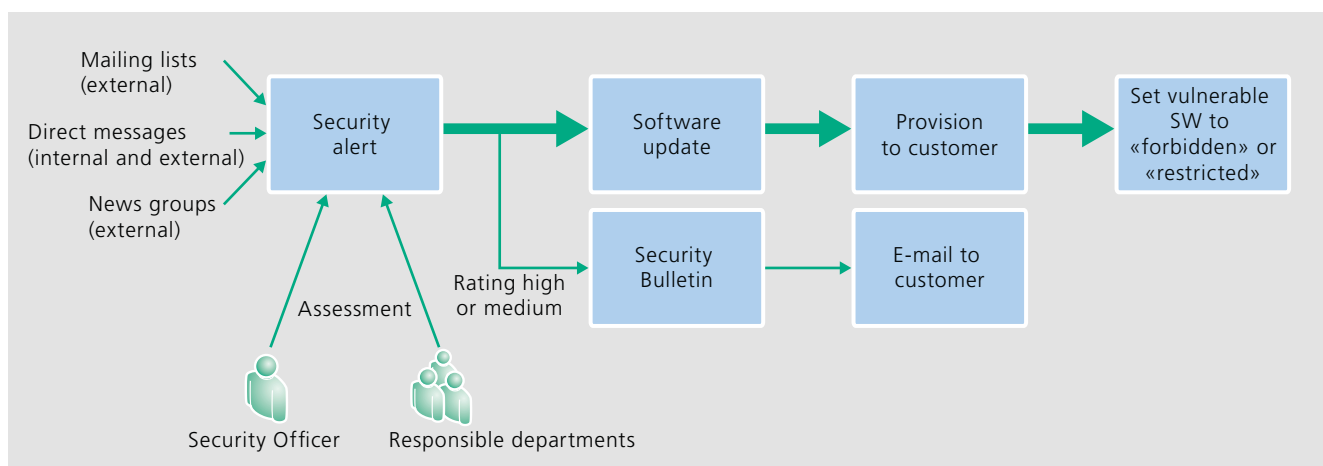 Mailing lists
(external)
Direct messages
(internal and external)
News groups
(external)
Security
alert
Software
update
Provision
to customer
Set vulnerable
SW to
«forbidden» or
«restricted»
Rating high
or medium
Security
Bulletin
E-mail to
customer
Assessment
Security Officer
Responsible departments